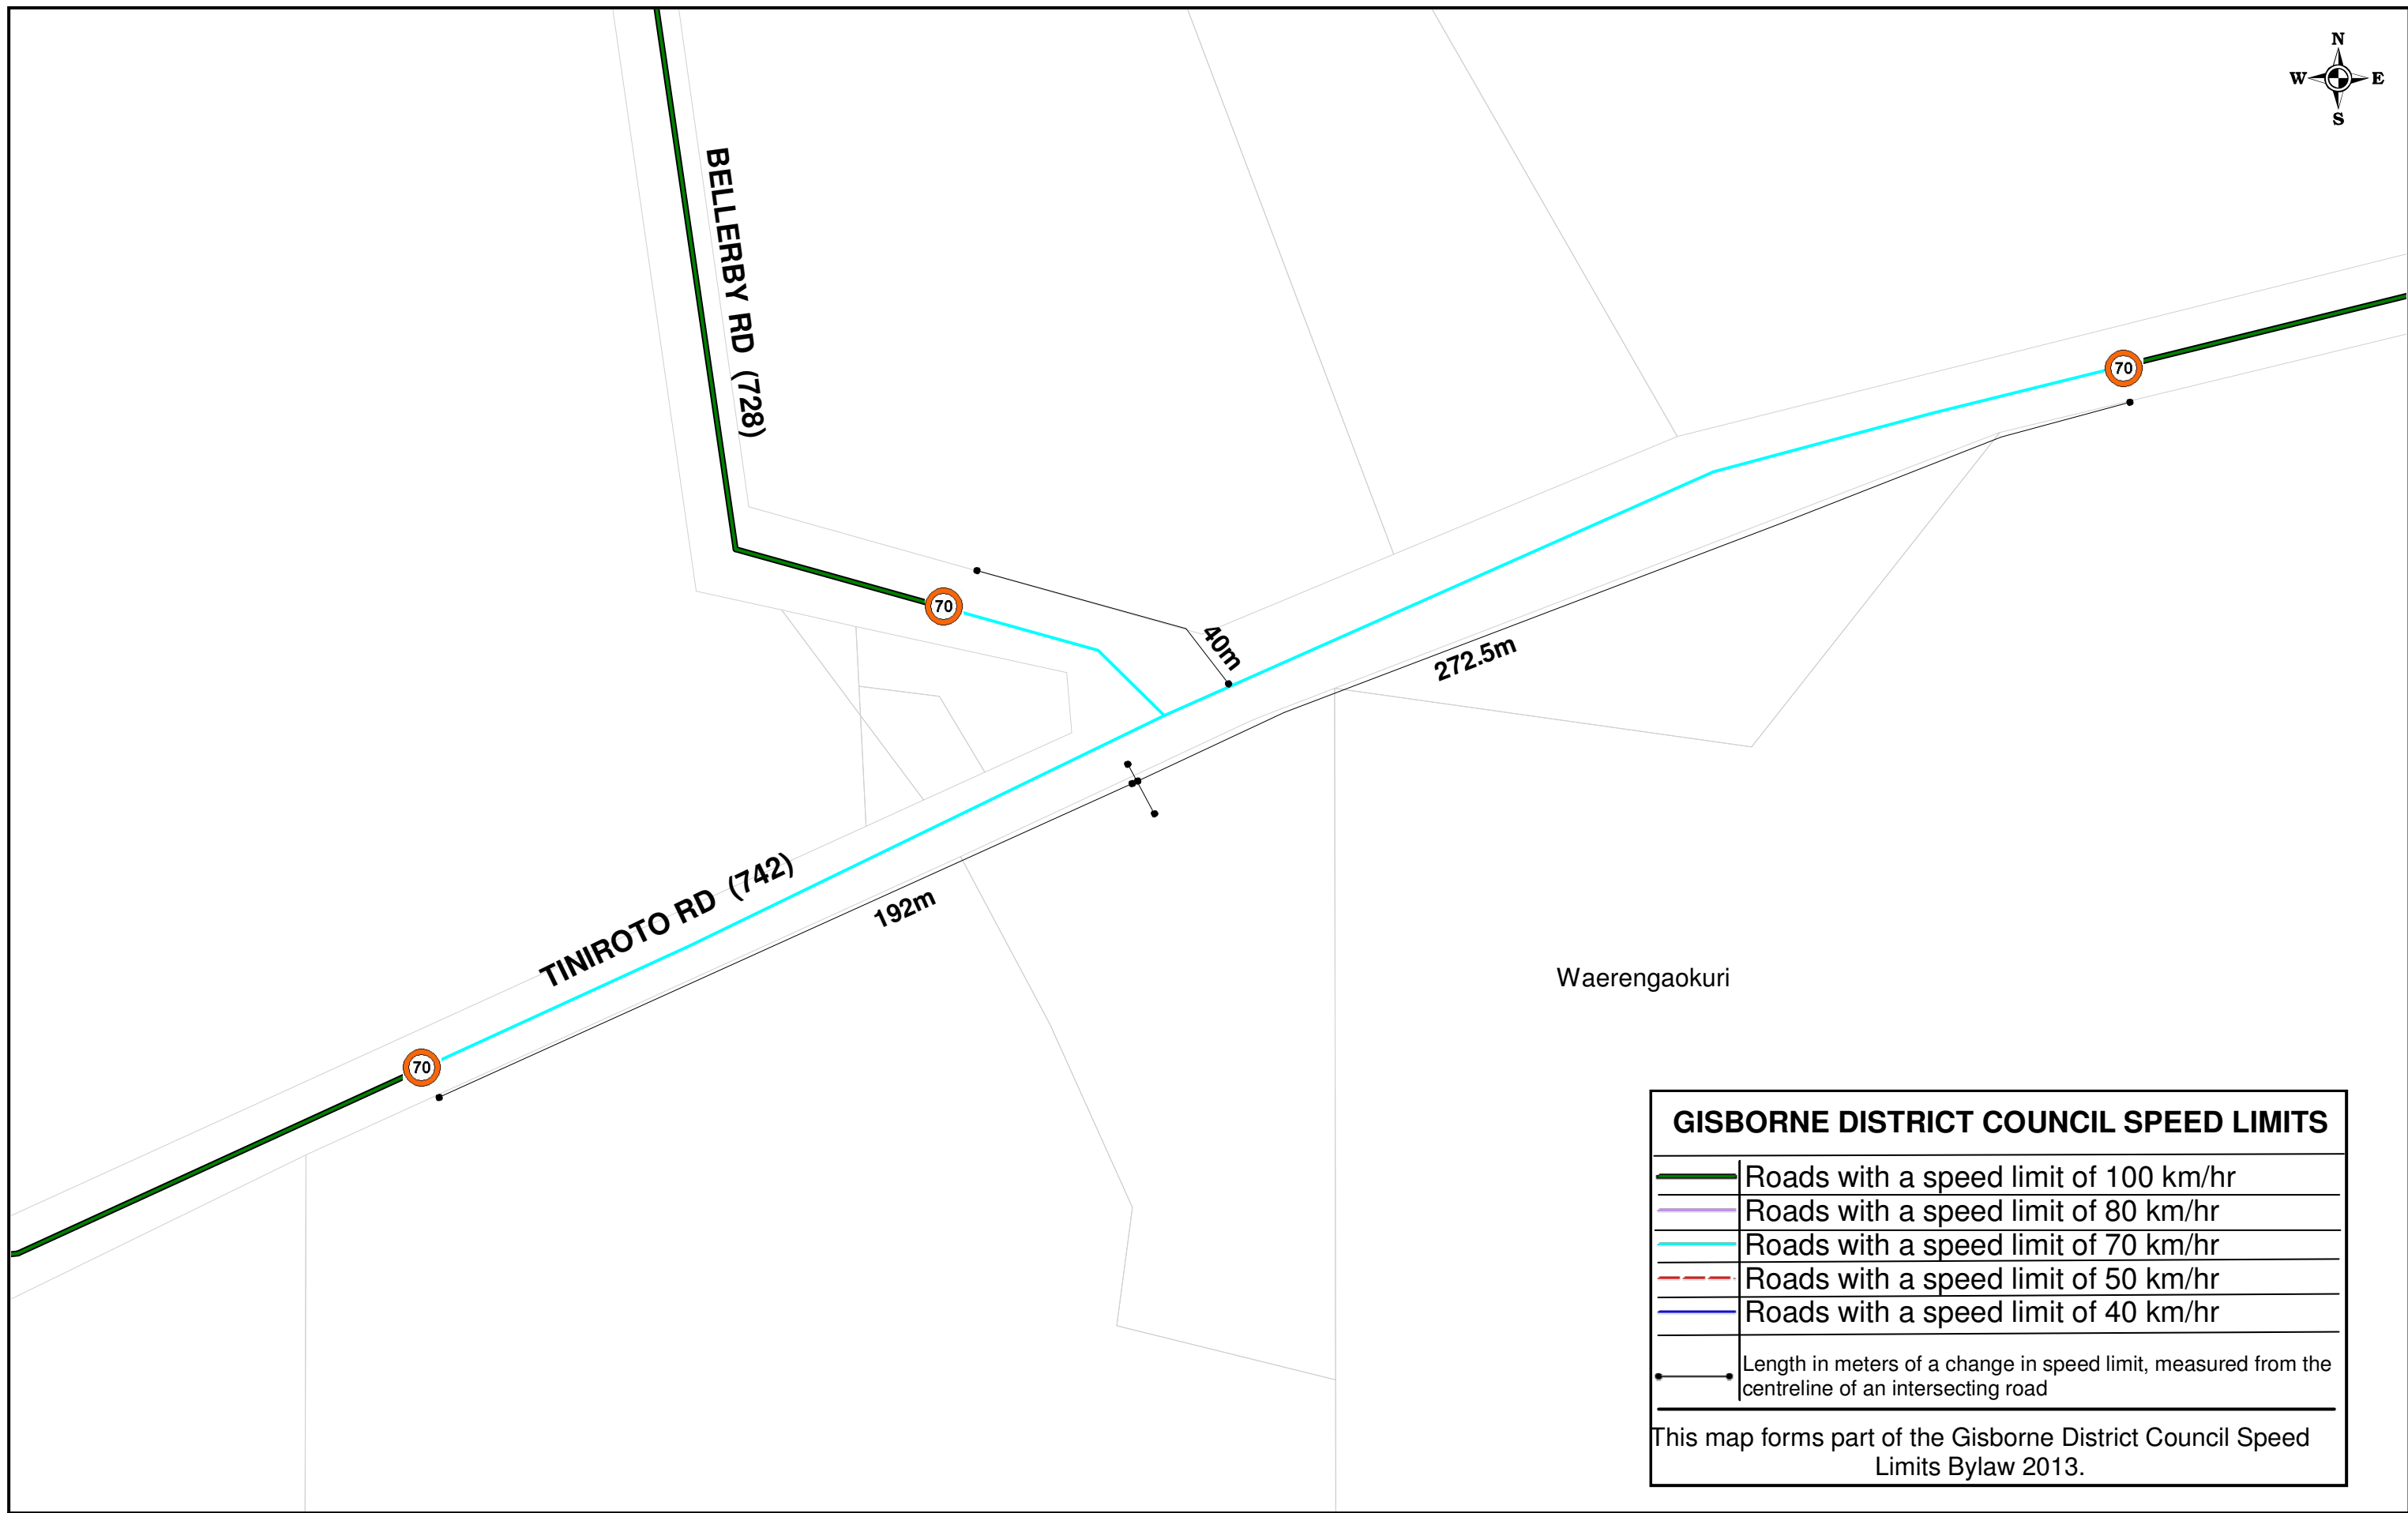 N
W E
S
BELLERBY RD (728)
70
70
40m
272.5m
TINIROTO RD (742)
192m
Waerengaokuri
70
GISBORNE DISTRICT COUNCIL SPEED LIMITS
Roads with a speed limit of 100 km/hr
Roads with a speed limit of 80 km/hr
Roads with a speed limit of 70 km/hr
Roads with a speed limit of 50 km/hr
Roads with a speed limit of 40 km/hr
Length in meters of a change in speed limit, measured from the
centreline of an intersecting road
This map forms part of the Gisborne District Council Speed
Limits Bylaw 2013.